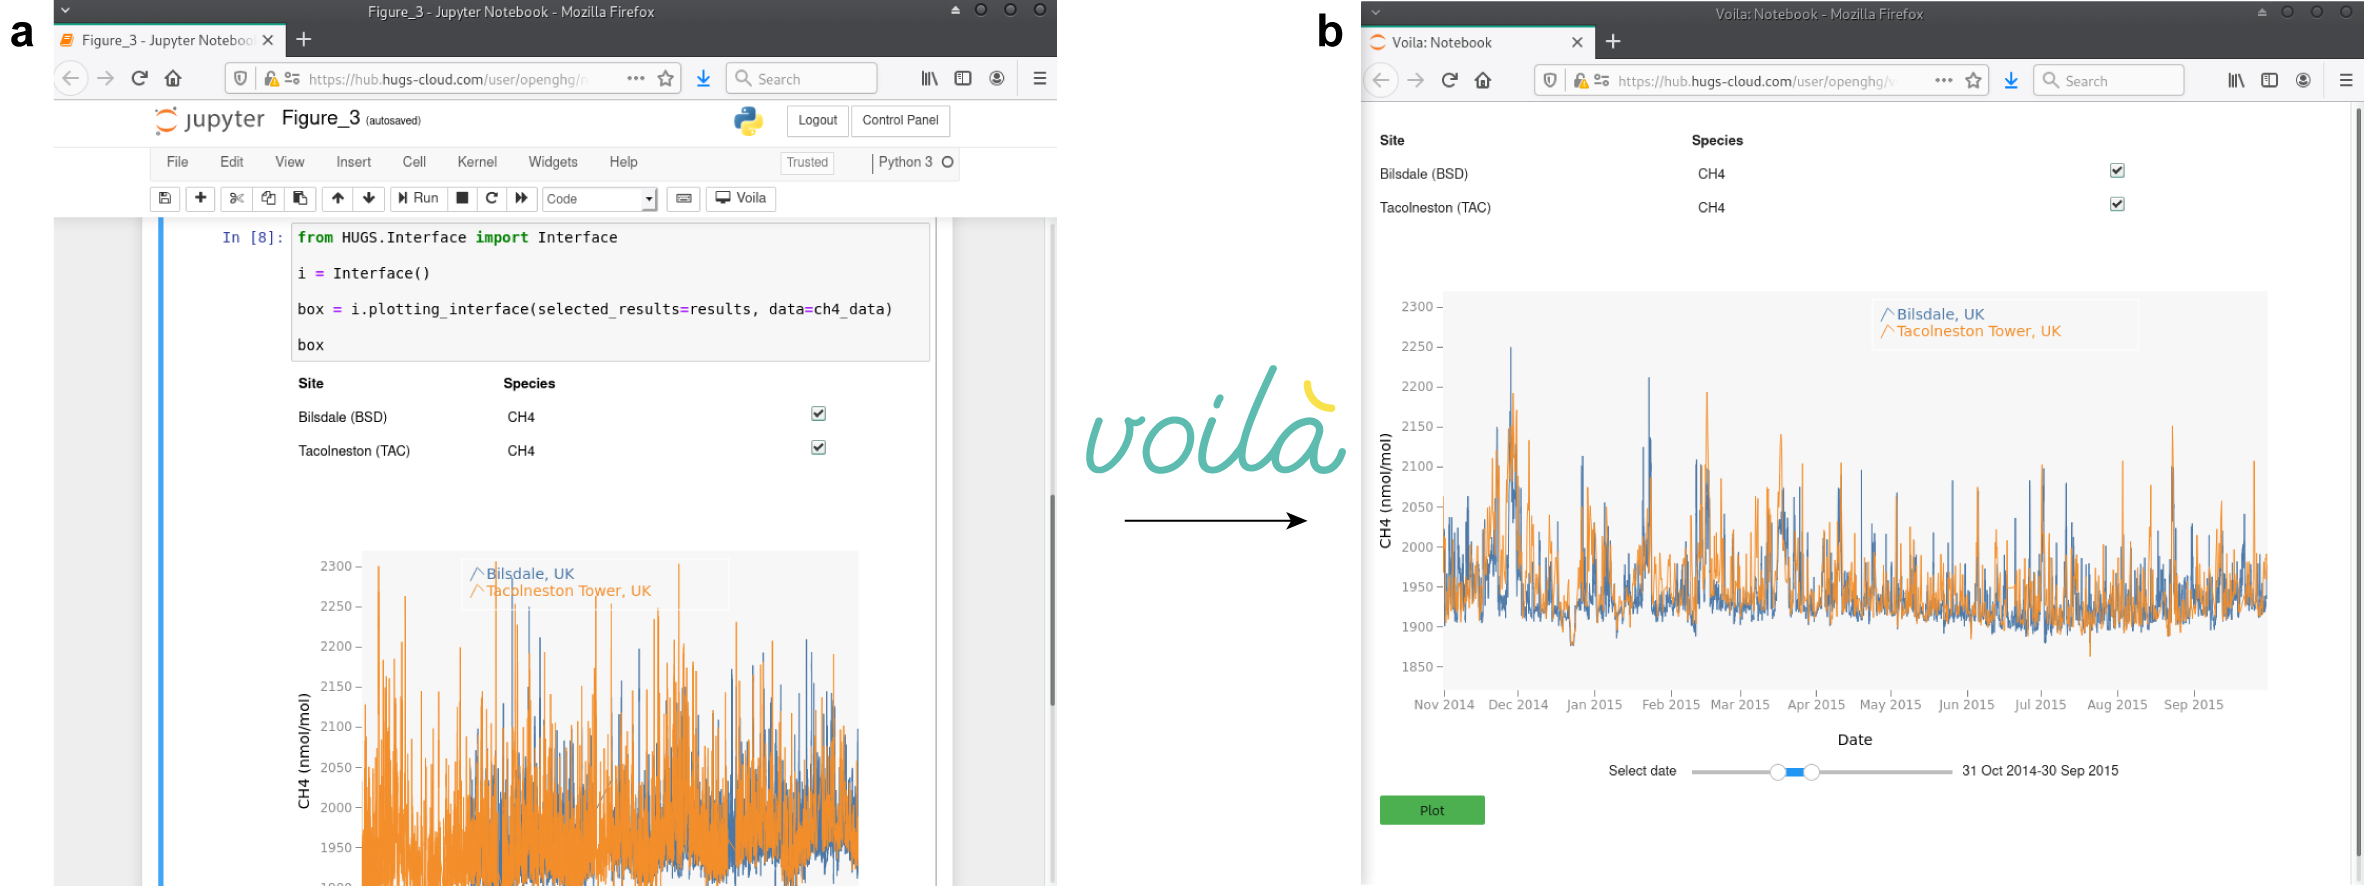 a
Figure_3 - Jupyter Notebook - Mozilla Firefox
Figure_3 - Jupyter Noteboo
https://hub.hugs-cloud.com/user/openghg/n
Search
jupyter Figure_3 (autosaved)
Logout
Control Panel
File Edit View Insert Cell Kernel Widgets Help
Trusted
Python 3
Run
Code
Voila
In [8]:
from HUGS.Interface import Interface
i = Interface()
box = i.plotting_interface(selected_results=results, data=ch4_data)
box
Site Species
Bilsdale (BSD) CH4
Tacolneston (TAC) CH4
Bilsdale, UK
Tacolneston Tower, UK
2300
2250
2200
2150
2100
2050
2000
1950
CH4 (nmol/mol)
voilà
b
Voila: Notebook - Mozilla Firefox
Voila: Notebook
https://hub.hugs-cloud.com/user/openghg/v
Search
Site Species
Bilsdale (BSD) CH4
Tacolneston (TAC) CH4
Bilsdale, UK
Tacolneston Tower, UK
2300
2250
2200
2150
2100
2050
2000
1950
1900
1850
CH4 (nmol/mol)
Nov 2014 Dec 2014 Jan 2015 Feb 2015 Mar 2015 Apr 2015 May 2015 Jun 2015 Jul 2015 Aug 2015 Sep 2015
Date
Select date
31 Oct 2014-30 Sep 2015
Plot